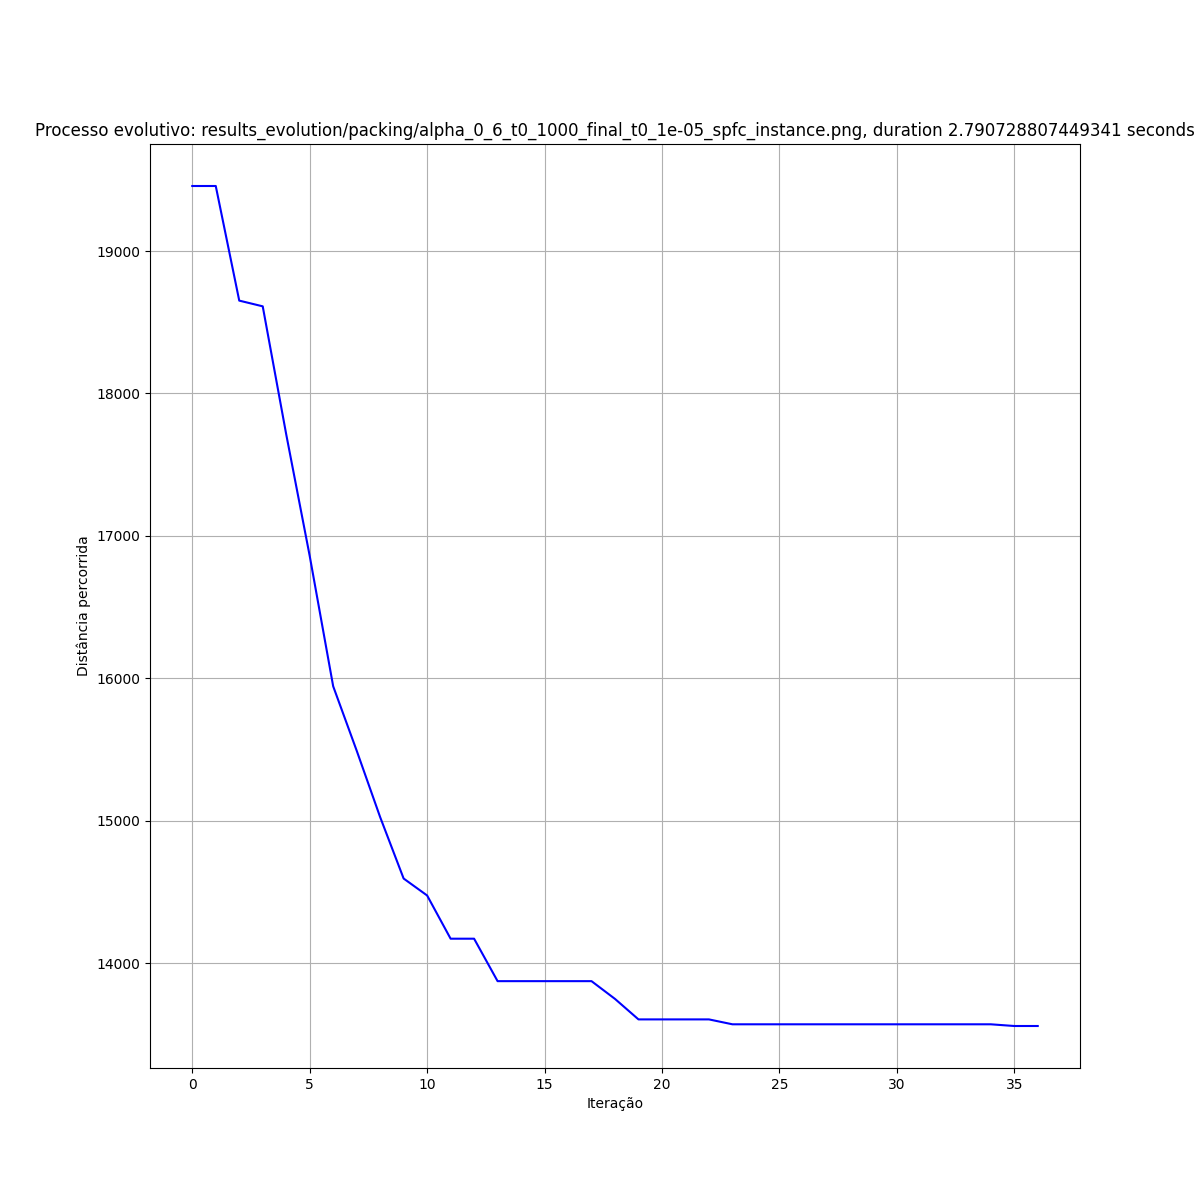 Processo evolutivo: results_evolution/packing/alpha_0_6_t0_1000_final_t0_1e-05_spfc_instance.png, duration 2.790728807449341 seconds
19000
18000
17000
16000
15000
14000
Distância percorrida
0 5 10 15 20 25 30 35
Iteração